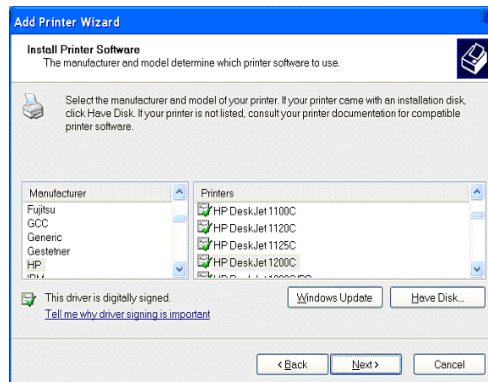 Add Printer Wizard
Install Printer Software
The manufacturer and model determine which printer software to use.
Select the manufacturer and model of your printer. If your printer came with an installation disk,
click Have Disk. If your printer is not listed, consult your printer documentation for compatible
printer software.
Manufacturer
Fujitsu
GCC
Generic
Gestetner
HP
Printers
HP DeskJet 1100C
HP DeskJet 1120C
HP DeskJet 1125C
HP DeskJet 1200C
This driver is digitally signed.
Tell me why driver signing is important
Windows Update
Have Disk...
< Back
Next >
Cancel